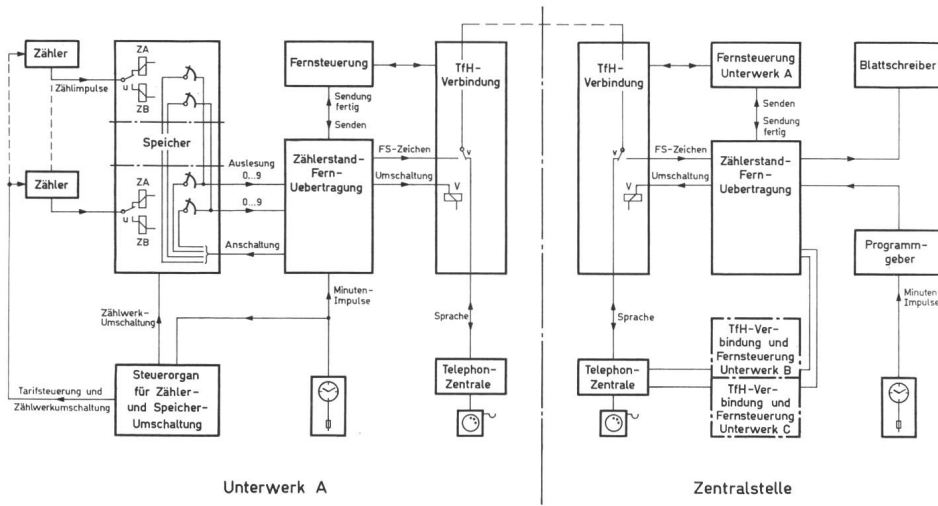 Zähler
Zählimpulse
Zähler
ZA
u
ZB
Speicher
ZA
u
ZB
Auslesung
0...9
0...9
Anschaltung
Fernsteuerung
Sendung
fertig
Senden
Zählerstand-
Fern-
Uebertragung
FS-Zeichen
Umschaltung
TfH-
Verbindung
v
V
Minuten-
Impulse
Sprache
Zählwerk-
Umschaltung
Tarifsteuerung und
Zählwerkumschaltung
Steuerorgan
für Zähler-
und Speicher-
Umschaltung
Telephon-
Zentrale
Unterwerk A
TfH-
Verbindung
v
V
FS-Zeichen
Umschaltung
Fernsteuerung
Unterwerk A
Senden
Sendung
fertig
Zählerstand-
Fern-
Uebertragung
Blattschreiber
Programm-
geber
Minuten-
Impulse
Sprache
Telephon-
Zentrale
TfH-Ver-
bindung und
Fernsteuerung
Unterwerk B
TfH-Ver-
bindung und
Fernsteuerung
Unterwerk C
Zentralstelle